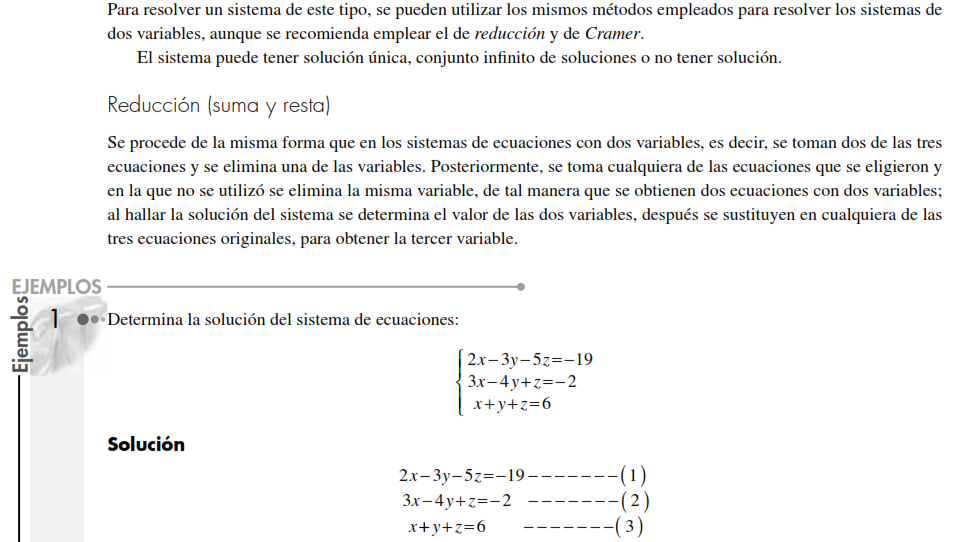 Para resolver un sistema de este tipo, se pueden utilizar los mismos métodos empleados para resolver los sistemas de
dos variables, aunque se recomienda emplear el de reducción y de Cramer.
El sistema puede tener solución única, conjunto infinito de soluciones o no tener solución.
Reducción (suma y resta)
Se procede de la misma forma que en los sistemas de ecuaciones con dos variables, es decir, se toman dos de las tres
ecuaciones y se elimina una de las variables. Posteriormente, se toma cualquiera de las ecuaciones que se eligieron y
en la que no se utilizó se elimina la misma variable, de tal manera que se obtienen dos ecuaciones con dos variables;
al hallar la solución del sistema se determina el valor de las dos variables, después se sustituyen en cualquiera de las
tres ecuaciones originales, para obtener la tercer variable.
EJEMPLOS
Ejemplos
1 Determina la solución del sistema de ecuaciones:
2x−3y−5z=−19
3x−4y+z=−2
x+y+z=6
Solución
2x−3y−5z=−19−−−−−−−(1)
3x−4y+z=−2 −−−−−−−(2)
x+y+z=6 −−−−−−−(3)